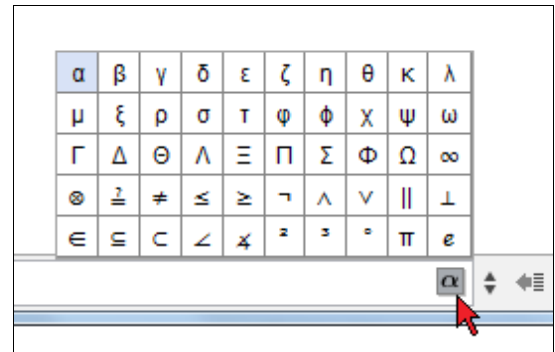 α β γ δ ε ζ η θ κ λ
μ ξ ρ σ τ φ ϕ χ ψ ω
Γ Δ Θ Λ Ξ Π Σ Φ Ω ∞
⊗ ≟ ≠ ≤ ≥ ¬ ∧ ∨ ∥ ⊥
∈ ⊆ ⊂ ∠ ∡ ² ³ ° π ℯ
α